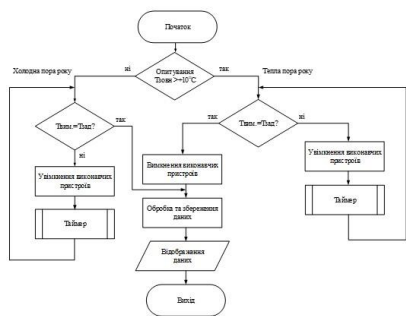 Початок
Холодна пора року
ні
Опитування
Тзовн >+10°С
так
Тепла пора року
Твим.=Тзад?
так
так
Твим.=Тзад?
ні
ні
Увімкнення виконавчих
пристроїв
Вимкнення виконавчих
пристроїв
Увімкнення виконавчих
пристроїв
Таймер
Обробка та збереження
даних
Таймер
Відображення
даних
Вихід